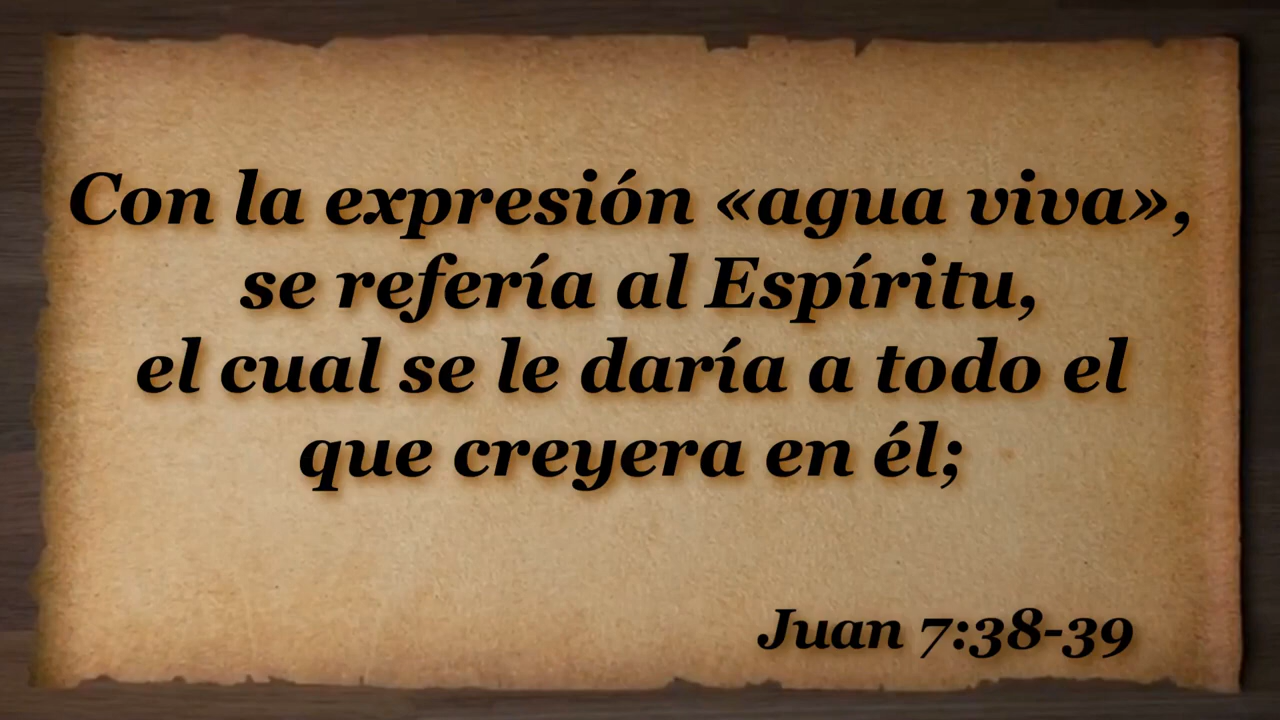 Con la expresión «agua viva»,
se refería al Espíritu,
el cual se le daría a todo el
que creyera en él;
Juan 7:38-39